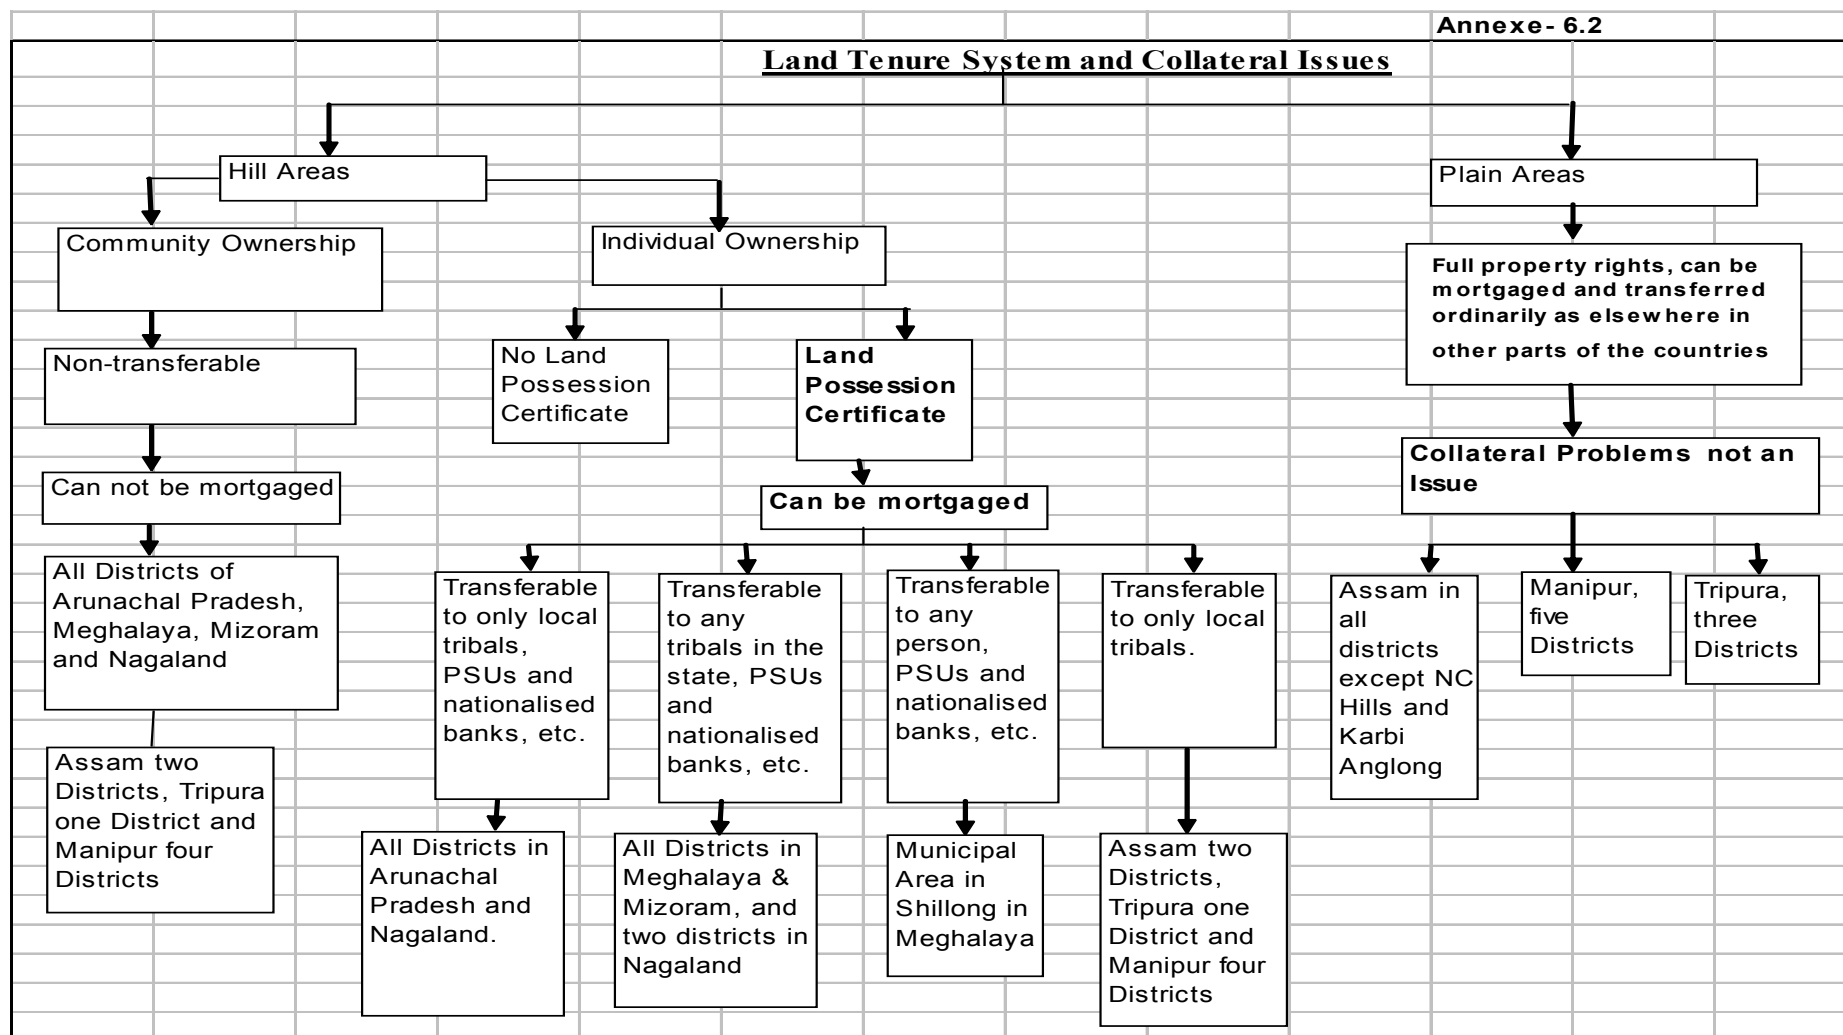 Annexe- 6.2
Land Tenure System and Collateral Issues
Hill Areas
Plain Areas
Community Ownership
Individual Ownership
Full property rights, can be
mortgaged and transferred
ordinarily as elsewhere in
other parts of the countries
Non-transferable
No Land
Possession
Certificate
Land
Possession
Certificate
Collateral Problems not an
Issue
Can not be mortgaged
Can be mortgaged
All Districts of
Arunachal Pradesh,
Meghalaya, Mizoram
and Nagaland
Transferable
to only local
tribals,
PSUs and
nationalised
banks, etc.
Transferable
to any
tribals in the
state, PSUs
and
nationalised
banks, etc.
Transferable
to any
person,
PSUs and
nationalised
banks, etc.
Transferable
to only local
tribals.
Assam in
all
districts
except NC
Hills and
Karbi
Anglong
Manipur,
five
Districts
Tripura,
three
Districts
Assam two
Districts, Tripura
one District and
Manipur four
Districts
All Districts in
Arunachal
Pradesh and
Nagaland.
All Districts in
Meghalaya &
Mizoram, and
two districts in
Nagaland
Municipal
Area in
Shillong in
Meghalaya
Assam two
Districts,
Tripura one
District and
Manipur four
Districts